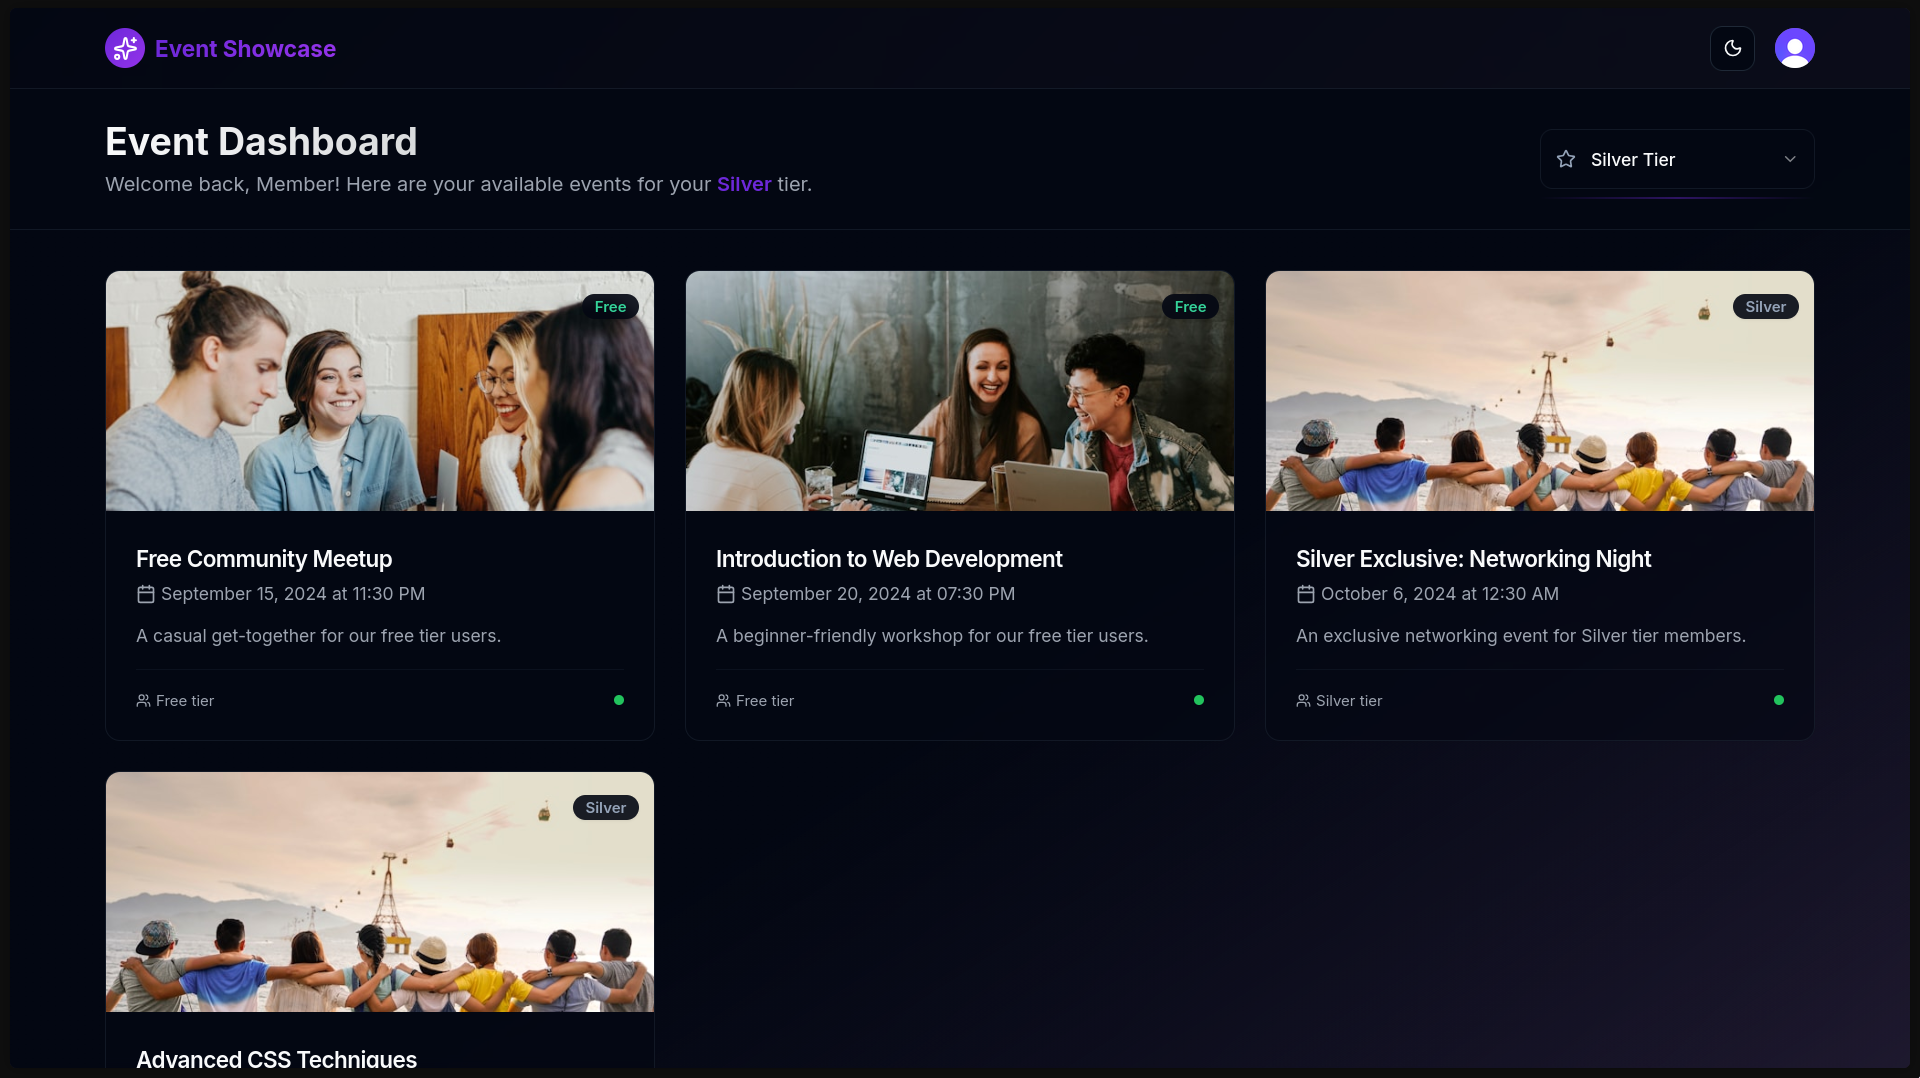 Event Showcase
Event Dashboard
Welcome back, Member! Here are your available events for your Silver tier.
Silver Tier
Free
Free Community Meetup
September 15, 2024 at 11:30 PM
A casual get-together for our free tier users.
Free tier
Free
Introduction to Web Development
September 20, 2024 at 07:30 PM
A beginner-friendly workshop for our free tier users.
Free tier
Silver
Silver Exclusive: Networking Night
October 6, 2024 at 12:30 AM
An exclusive networking event for Silver tier members.
Silver tier
Silver
Advanced CSS Techniques